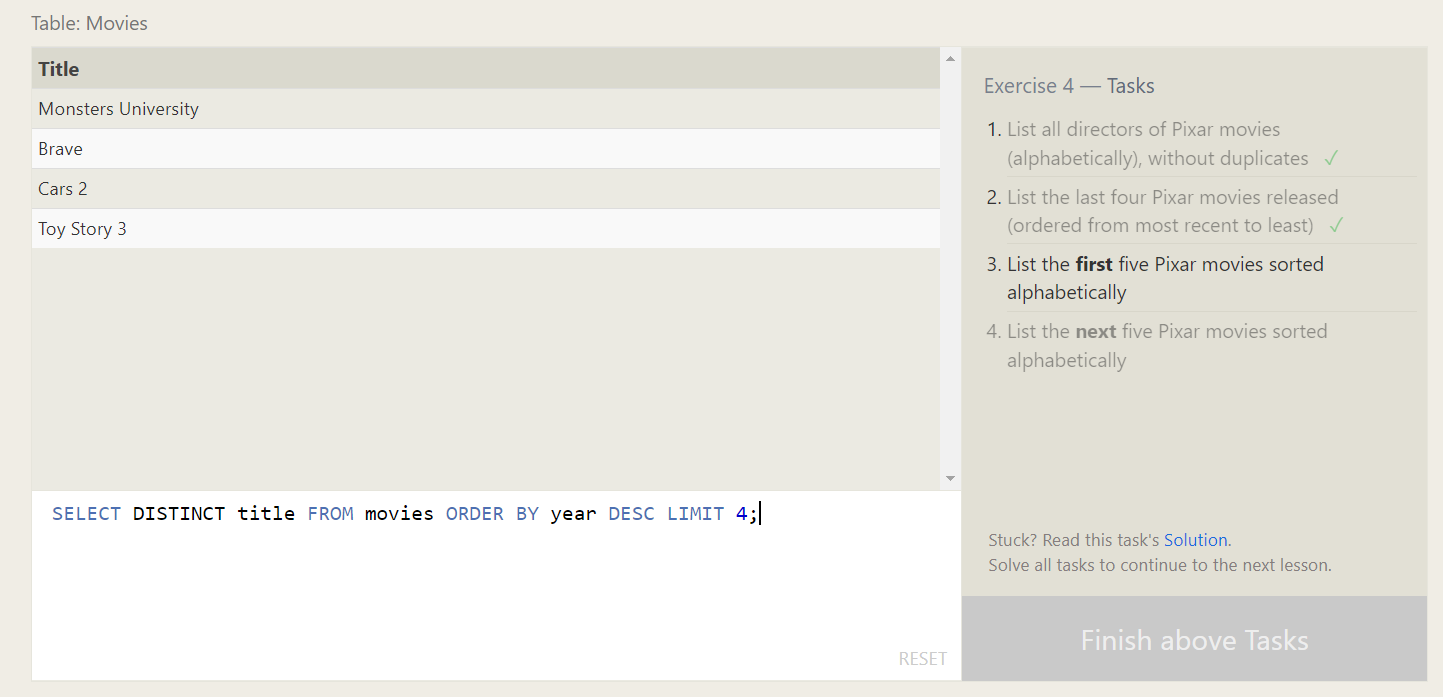 Table: Movies
Title
Monsters University
Brave
Cars 2
Toy Story 3
SELECT DISTINCT title FROM movies ORDER BY year DESC LIMIT 4;
RESET
Exercise 4 — Tasks
1. List all directors of Pixar movies
(alphabetically), without duplicates ✓
2. List the last four Pixar movies released
(ordered from most recent to least) ✓
3. List the first five Pixar movies sorted
alphabetically
4. List the next five Pixar movies sorted
alphabetically
Stuck? Read this task's Solution.
Solve all tasks to continue to the next lesson.
Finish above Tasks